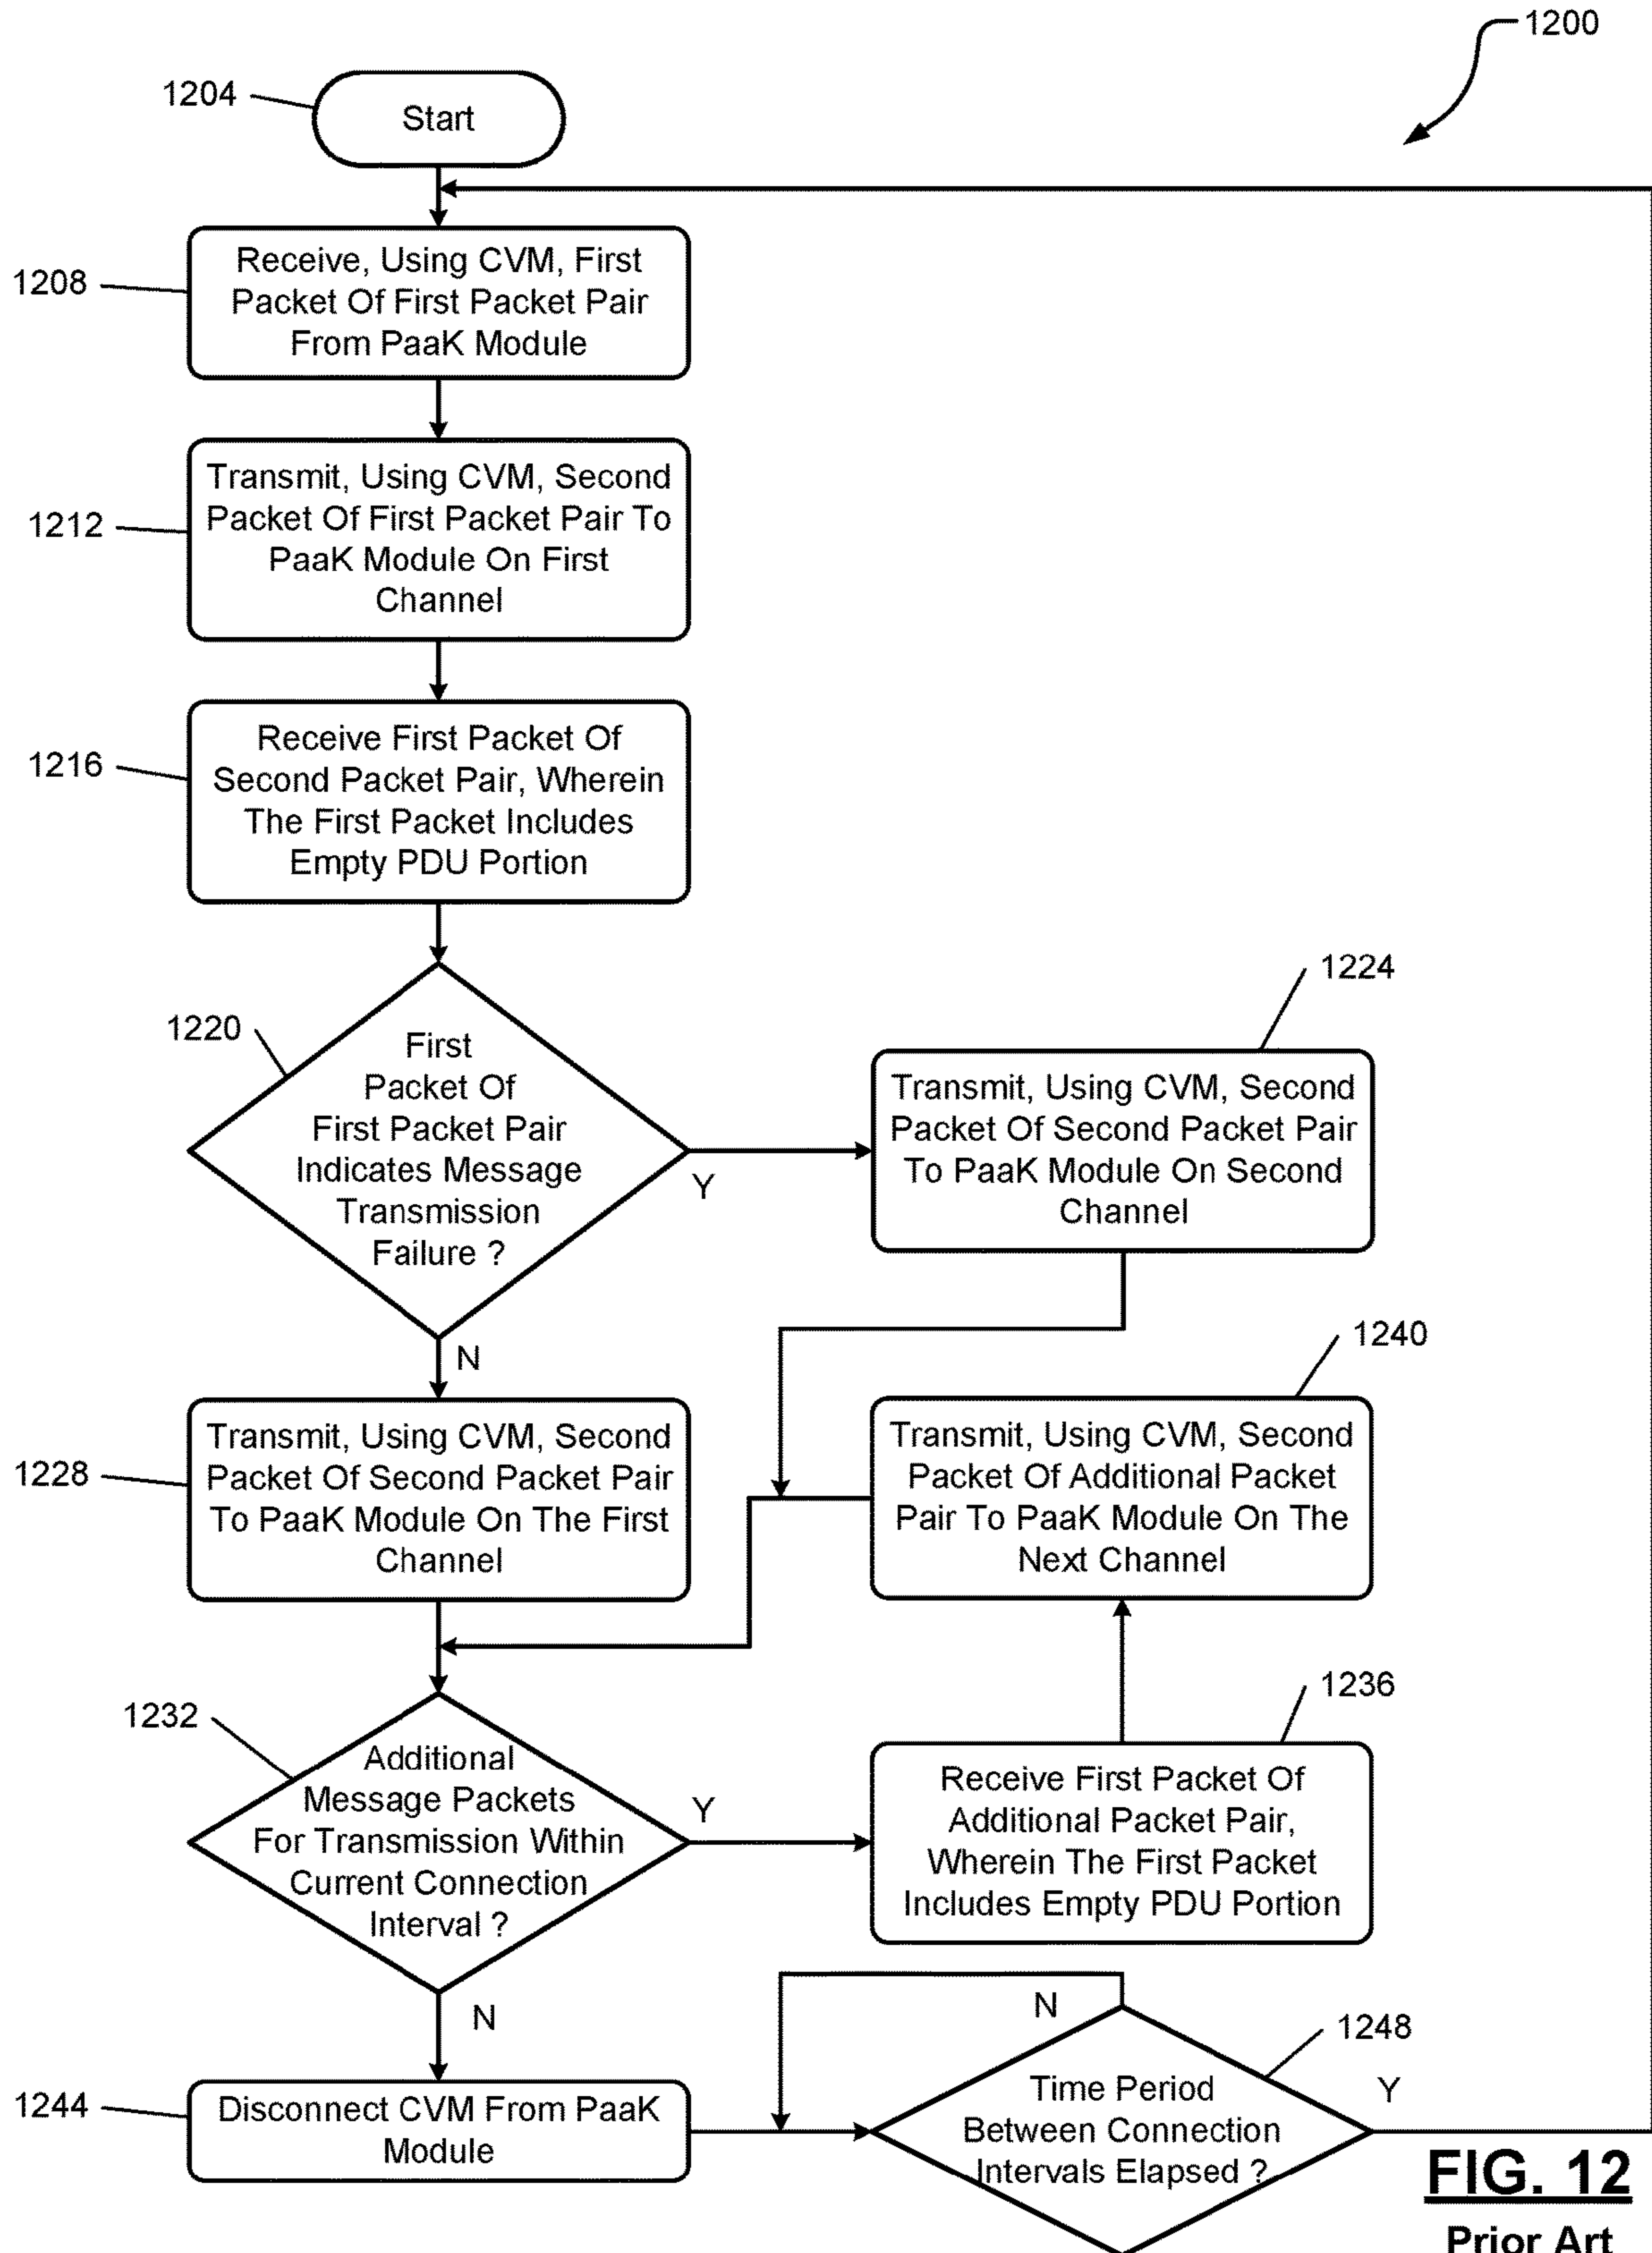 1200
1204
Start
1208
Receive, Using CVM, First
Packet Of First Packet Pair
From PaaK Module
1212
Transmit, Using CVM, Second
Packet Of First Packet Pair To
PaaK Module On First
Channel
1216
Receive First Packet Of
Second Packet Pair, Wherein
The First Packet Includes
Empty PDU Portion
1220
First
Packet Of
First Packet Pair
Indicates Message
Transmission
Failure ?
Y
N
1224
Transmit, Using CVM, Second
Packet Of Second Packet Pair
To PaaK Module On Second
Channel
1228
Transmit, Using CVM, Second
Packet Of Second Packet Pair
To PaaK Module On The First
Channel
1240
Transmit, Using CVM, Second
Packet Of Additional Packet
Pair To PaaK Module On The
Next Channel
1232
Additional
Message Packets
For Transmission Within
Current Connection
Interval ?
Y
N
1236
Receive First Packet Of
Additional Packet Pair,
Wherein The First Packet
Includes Empty PDU Portion
1244
Disconnect CVM From PaaK
Module
N
1248
Time Period
Between Connection
Intervals Elapsed ?
Y
FIG. 12
Prior Art